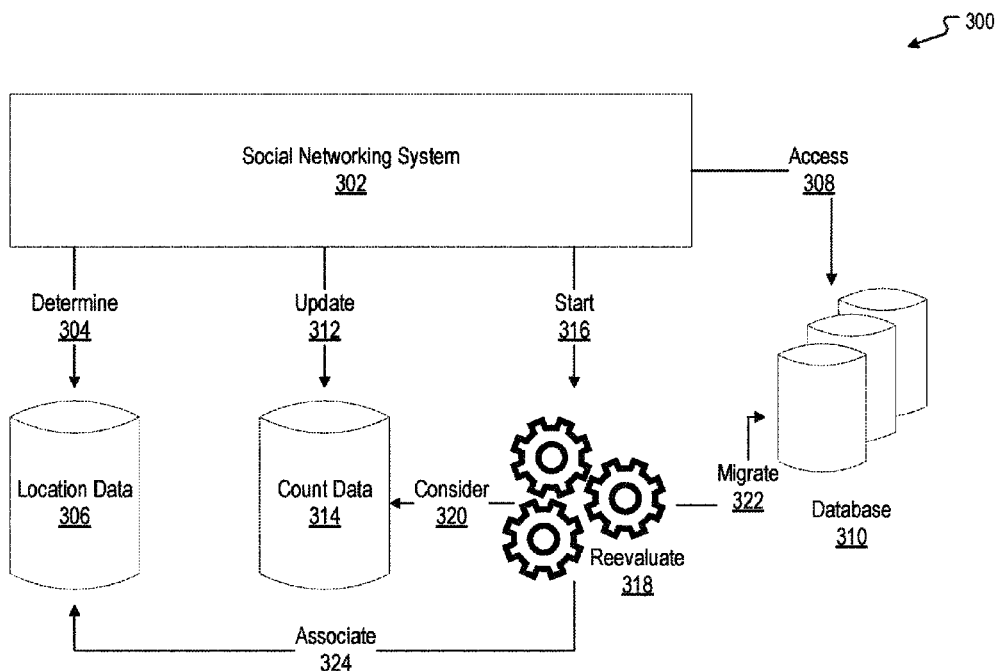 300
Social Networking System
302
Access
308
Determine
304
Update
312
Start
316
Location Data
306
Count Data
314
Consider
320
Reevaluate
318
Migrate
322
Database
310
Associate
324